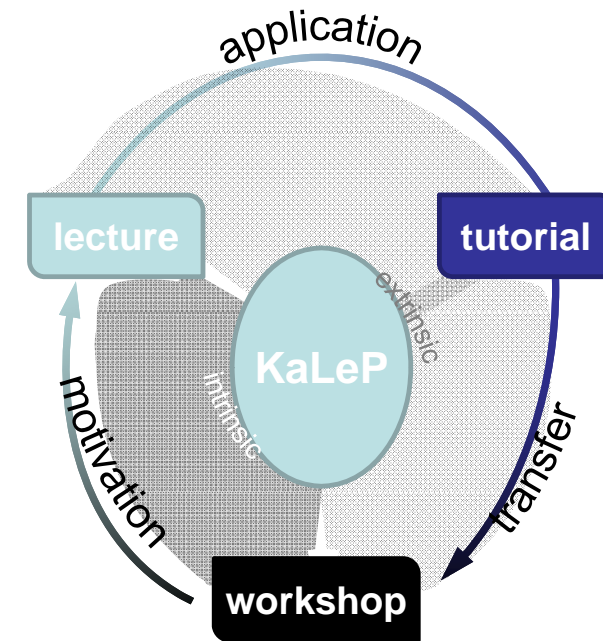 application
lecture
tutorial
extrinsic
KaLeP
intrinsic
motivation
transfer
workshop